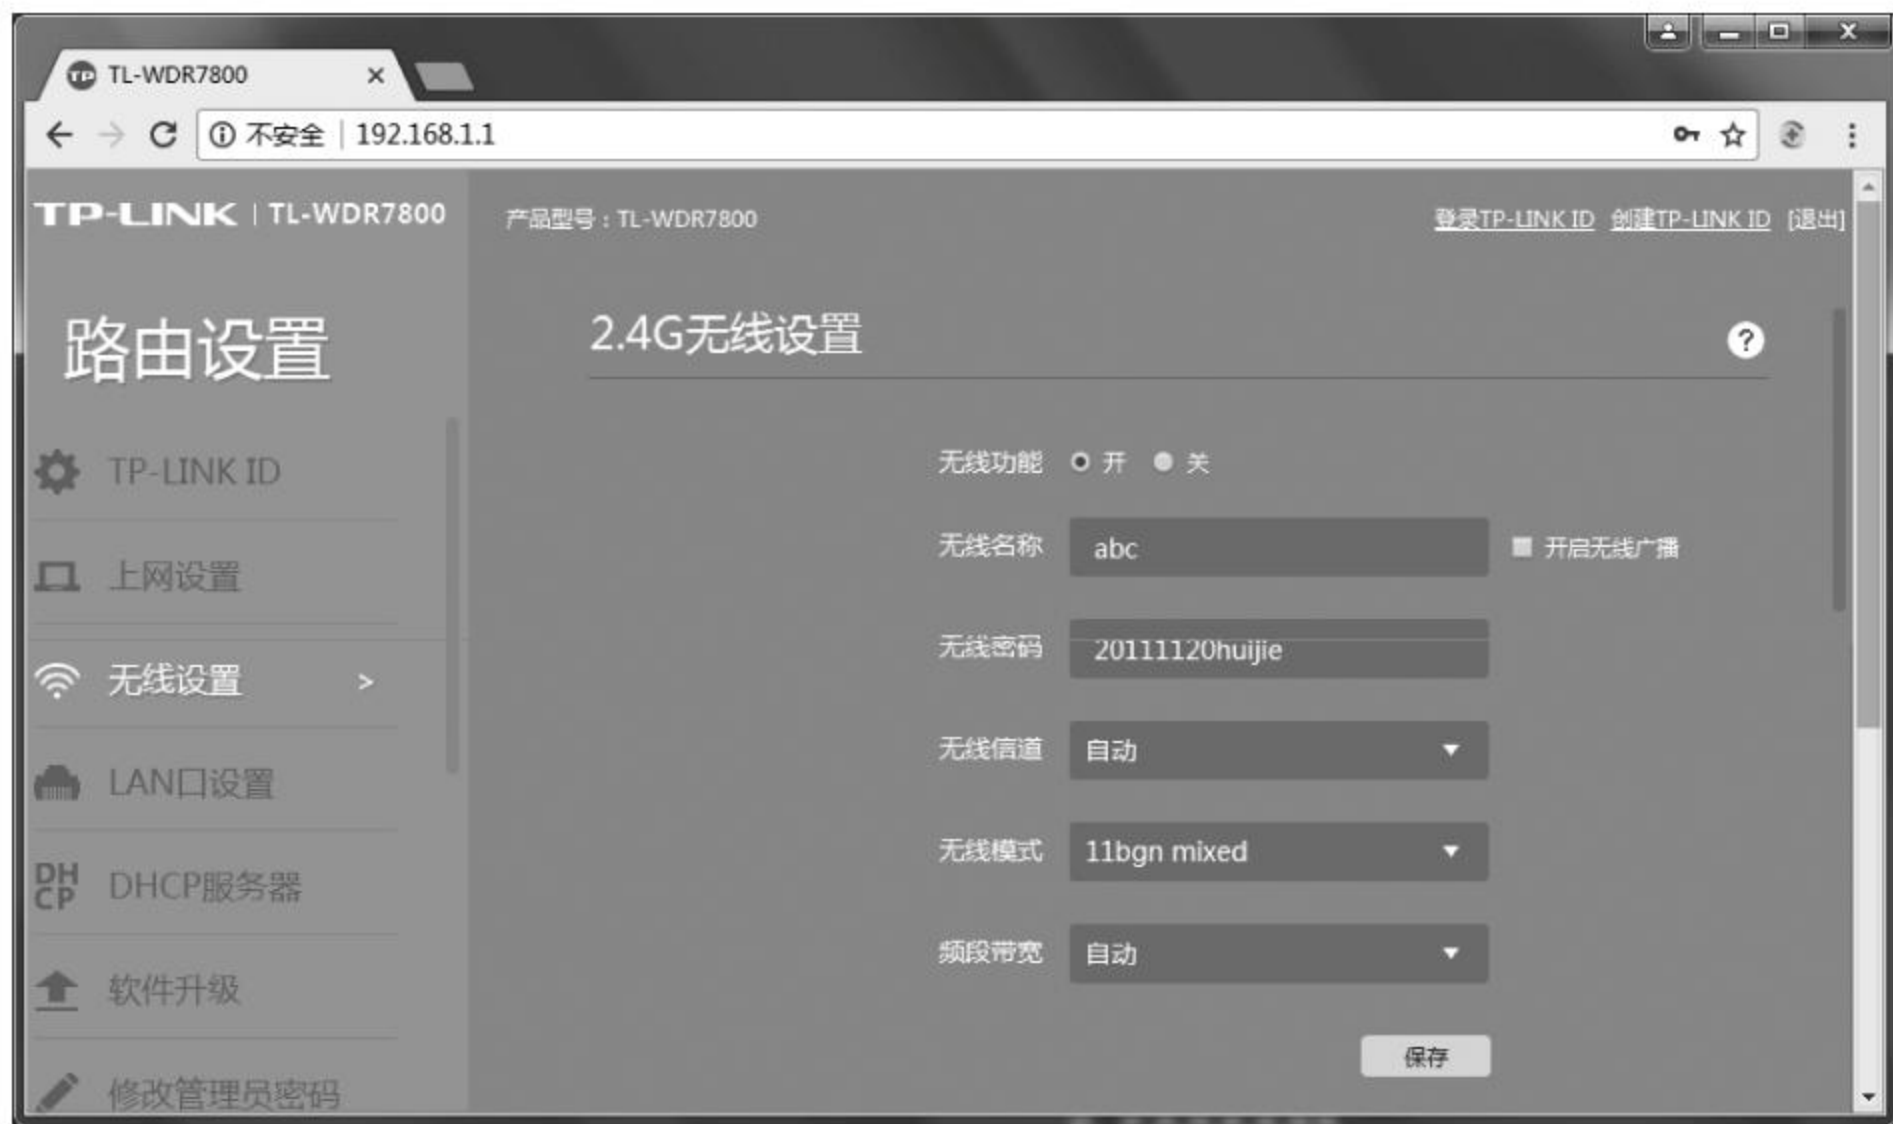 TL-WDR7800
不安全 | 192.168.1.1
TP-LINK | TL-WDR7800
产品型号：TL-WDR7800
登录TP-LINK ID 创建TP-LINK ID [退出]
路由设置
TP-LINK ID
上网设置
无线设置 >
LAN口设置
DHCP DHCP服务器
软件升级
修改管理员密码
2.4G无线设置 ?
无线功能 开 关
无线名称 abc 开启无线广播
无线密码 20111120huijie
无线信道 自动
无线模式 11bgn mixed
频段带宽 自动
保存